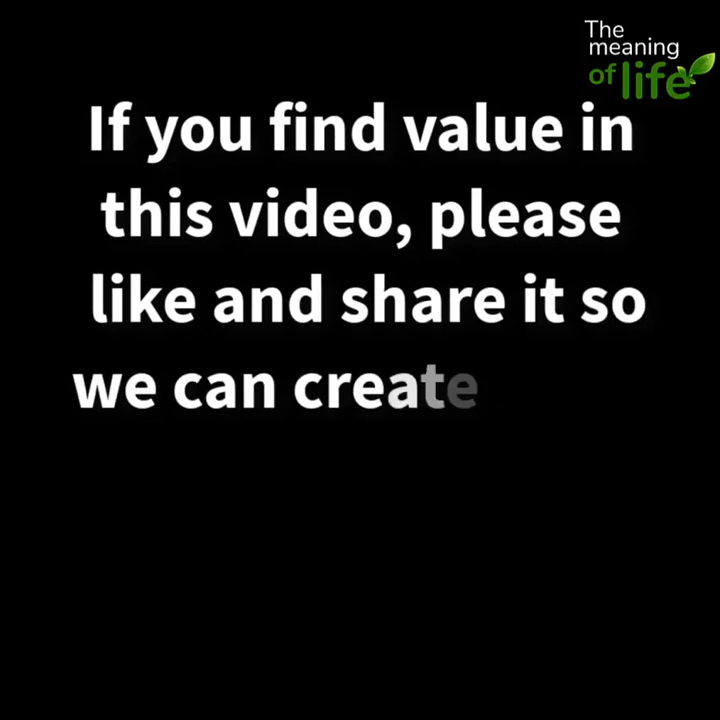 The
meaning
of life
If you find value in
this video, please
like and share it so
we can create